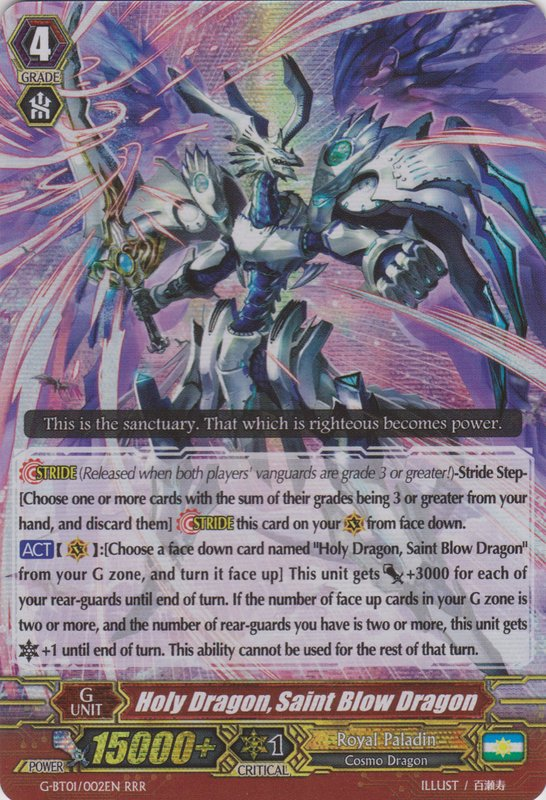 4
GRADE
This is the sanctuary. That which is righteous becomes power.
STRIDE (Released when both players' vanguards are grade 3 or greater!)-Stride Step-
[Choose one or more cards with the sum of their grades being 3 or greater from your
hand, and discard them] STRIDE this card on your from face down.
ACT【 】:[Choose a face down card named "Holy Dragon, Saint Blow Dragon"
from your G zone, and turn it face up] This unit gets +3000 for each of
your rear-guards until end of turn. If the number of face up cards in your G zone is
two or more, and the number of rear-guards you have is two or more, this unit gets
+1 until end of turn. This ability cannot be used for the rest of that turn.
G
UNIT
Holy Dragon, Saint Blow Dragon
POWER
15000+
1
CRITICAL
Royal Paladin
Cosmo Dragon
G-BT01/002EN RRR
ILLUST / 百瀬寿